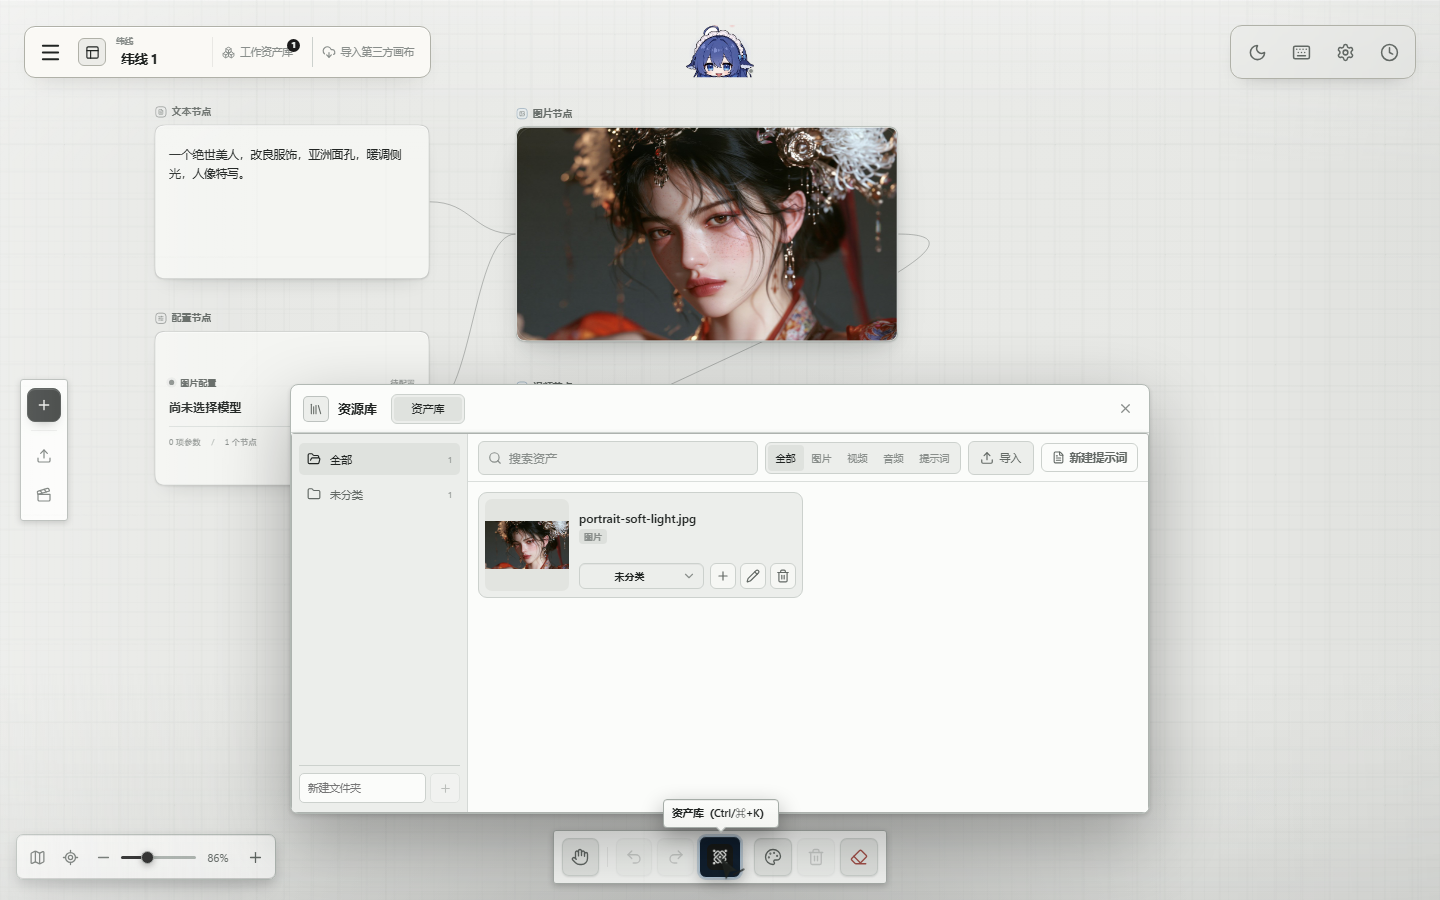 纬线
纬线 1
工作资产库
1
导入第三方画布
文本节点
一个绝世美人，改良服饰，亚洲面孔，暖调侧
光，人像特写。
图片节点
配置节点
图片配置
尚未选择模型
0 项参数 / 1 个节点
资源库
资产库
全部 1
未分类 1
搜索资产
全部 图片 视频 音频 提示词
导入
新建提示词
portrait-soft-light.jpg
图片
未分类
新建文件夹
资产库 (Ctrl/⌘+K)
86%